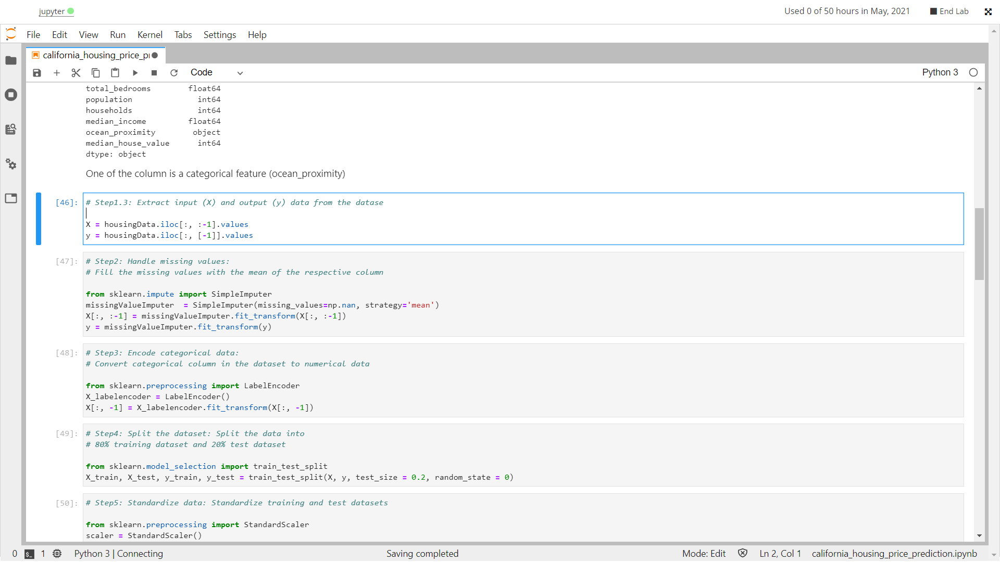 jupyter
Used 0 of 50 hours in May, 2021 End Lab
File Edit View Run Kernel Tabs Settings Help
california_housing_price_pr
Code
Python 3
total_bedrooms float64
population int64
households int64
median_income float64
ocean_proximity object
median_house_value int64
dtype: object
One of the column is a categorical feature (ocean_proximity)
[46]: # Step1.3: Extract input (X) and output (y) data from the datase
X = housingData.iloc[:, :-1].values
y = housingData.iloc[:, [-1]].values
[47]: # Step2: Handle missing values:
# Fill the missing values with the mean of the respective column
from sklearn.impute import SimpleImputer
missingValueImputer  = SimpleImputer(missing_values=np.nan, strategy='mean')
X[:, :-1] = missingValueImputer.fit_transform(X[:, :-1])
y = missingValueImputer.fit_transform(y)
[48]: # Step3: Encode categorical data:
# Convert categorical column in the dataset to numerical data
from sklearn.preprocessing import LabelEncoder
X_labelencoder = LabelEncoder()
X[:, -1] = X_labelencoder.fit_transform(X[:, -1])
[49]: # Step4: Split the dataset: Split the data into
# 80% training dataset and 20% test dataset
from sklearn.model_selection import train_test_split
X_train, X_test, y_train, y_test = train_test_split(X, y, test_size = 0.2, random_state = 0)
[50]: # Step5: Standardize data: Standardize training and test datasets
from sklearn.preprocessing import StandardScaler
scaler = StandardScaler()
0 $_ 1 Python 3 | Connecting Saving completed Mode: Edit Ln 2, Col 1 california_housing_price_prediction.ipynb